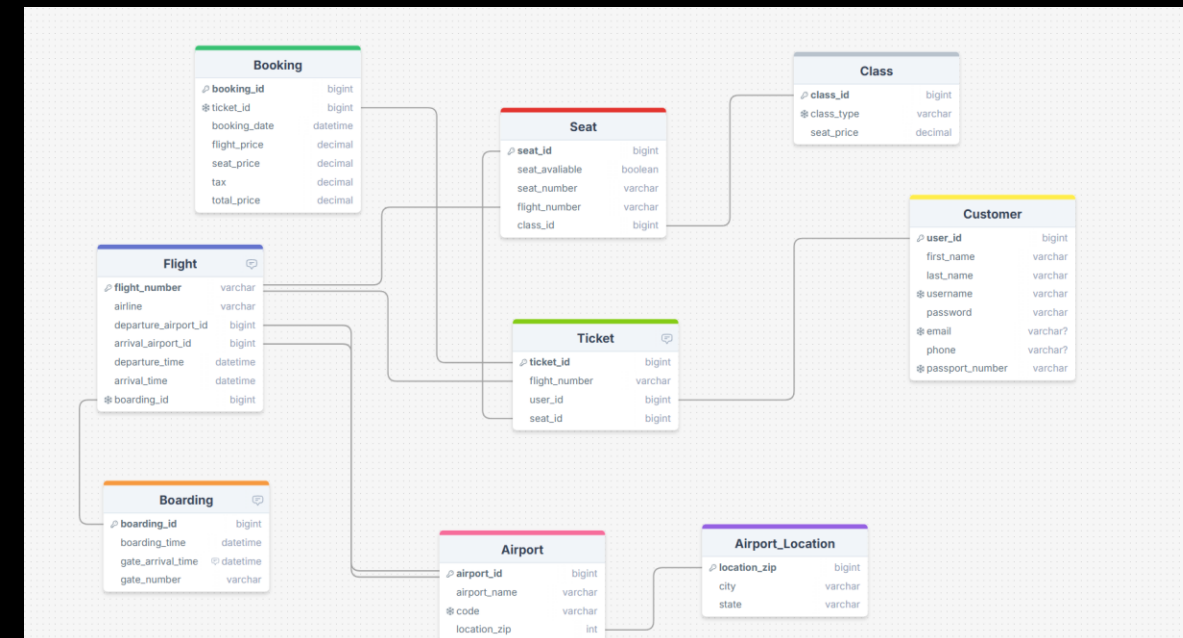 Booking
booking_id bigint
ticket_id bigint
booking_date datetime
flight_price decimal
seat_price decimal
tax decimal
total_price decimal
Class
class_id bigint
class_type varchar
seat_price decimal
Seat
seat_id bigint
seat_avaliable boolean
seat_number varchar
flight_number varchar
class_id bigint
Customer
user_id bigint
first_name varchar
last_name varchar
username varchar
password varchar
email varchar?
phone varchar?
passport_number varchar
Flight
flight_number varchar
airline varchar
departure_airport_id bigint
arrival_airport_id bigint
departure_time datetime
arrival_time datetime
boarding_id bigint
Ticket
ticket_id bigint
flight_number varchar
user_id bigint
seat_id bigint
Boarding
boarding_id bigint
boarding_time datetime
gate_arrival_time datetime
gate_number varchar
Airport
airport_id bigint
airport_name varchar
code varchar
location_zip int
Airport_Location
location_zip bigint
city varchar
state varchar